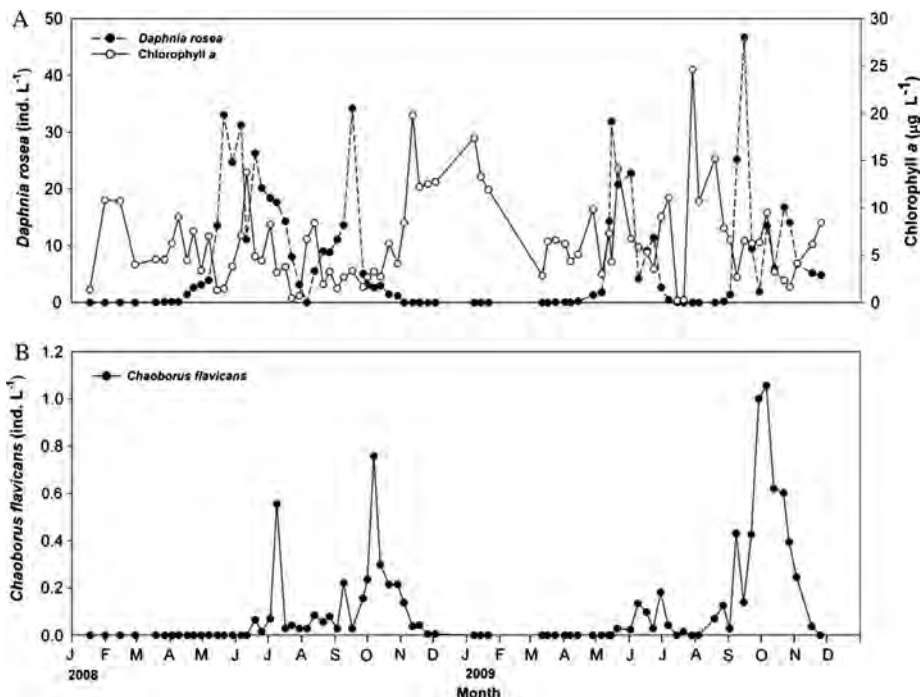 A
50
40
30
20
10
0
Daphnia rosea (ind. L⁻¹)
Daphnia rosea
Chlorophyll a
30
25
20
15
10
5
0
Chlorophyll a (µg L⁻¹)
B
1.2
1.0
0.8
0.6
0.4
0.2
0.0
Chaoborus flavicans (ind. L⁻¹)
Chaoborus flavicans
J F M A M J J A S O N D J F M A M J J A S O N D
2008 2009
Month